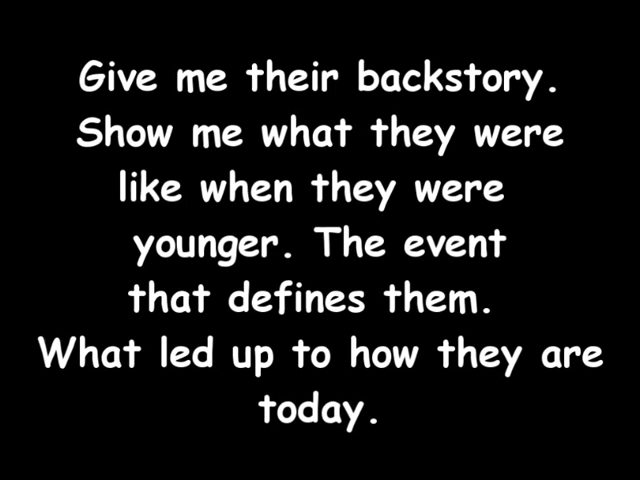 Give me their backstory.
Show me what they were
like when they were
younger. The event
that defines them.
What led up to how they are
today.